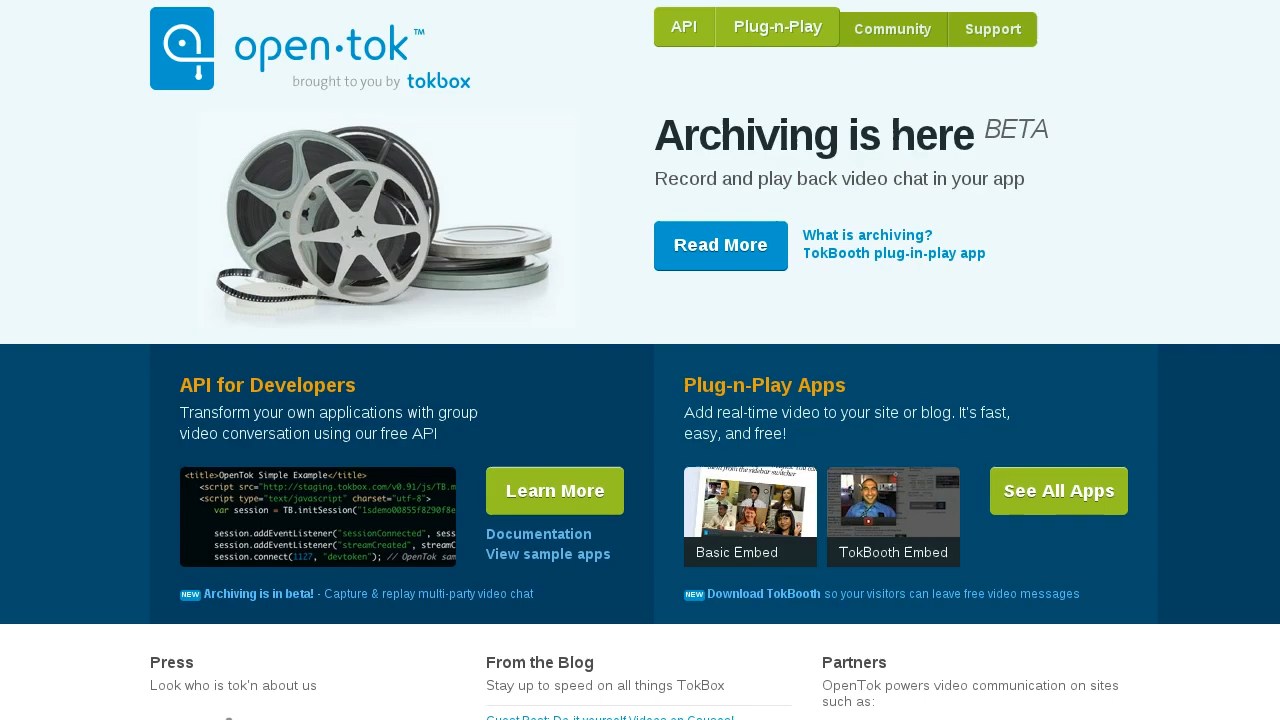 open·tok™
brought to you by tokbox
API
Plug-n-Play
Community
Support
Archiving is here BETA
Record and play back video chat in your app
Read More
What is archiving?
TokBooth plug-in-play app
API for Developers
Transform your own applications with group
video conversation using our free API
<title>OpenTok Simple Example</title>
<script src="http://staging.tokbox.com/v0.91/js/TB.m
<script type="text/javascript" charset="utf-8">
var session = TB.initSession("1sdemo00855f8290f8e
session.addEventListener("sessionConnected", sess
session.addEventListener("streamCreated", streamC
session.connect(1127, "devtoken"); // OpenTok sam
Learn More
Documentation
View sample apps
NEW Archiving is in beta! - Capture & replay multi-party video chat
Plug-n-Play Apps
Add real-time video to your site or blog. It's fast,
easy, and free!
from the sidebar switcher
Basic Embed
TokBooth Embed
See All Apps
NEW Download TokBooth so your visitors can leave free video messages
Press
Look who is tok'n about us
From the Blog
Stay up to speed on all things TokBox
Partners
OpenTok powers video communication on sites
such as: